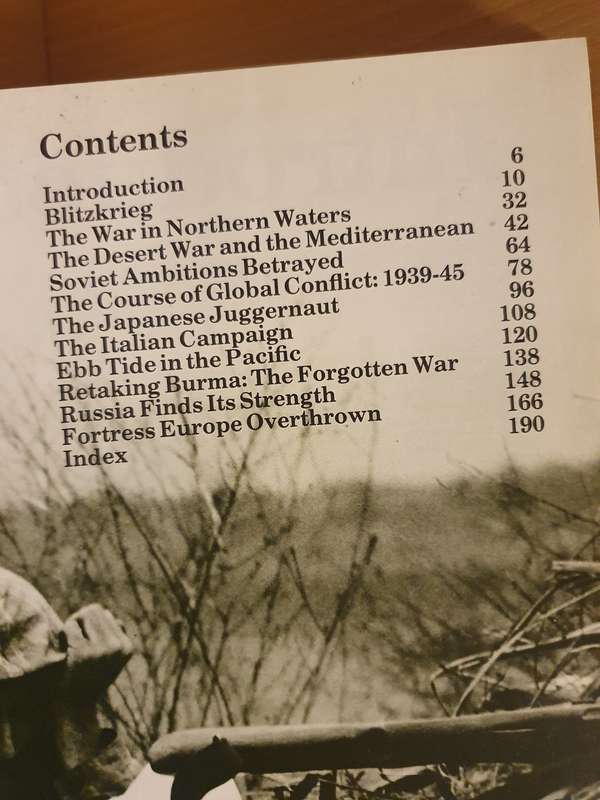 Contents
Introduction 6
Blitzkrieg 10
The War in Northern Waters 32
The Desert War and the Mediterranean 42
Soviet Ambitions Betrayed 64
The Course of Global Conflict: 1939-45 78
The Japanese Juggernaut 96
The Italian Campaign 108
Ebb Tide in the Pacific 120
Retaking Burma: The Forgotten War 138
Russia Finds Its Strength 148
Fortress Europe Overthrown 166
Index 190